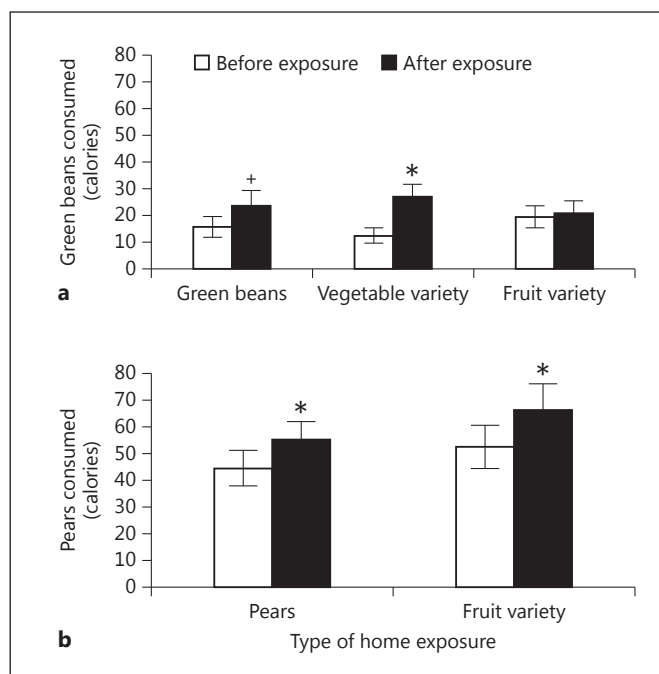 Before exposure After exposure
Green beans consumed
(calories)
80
70
60
50
40
30
20
10
0
+
*
Green beans Vegetable variety Fruit variety
a
Pears consumed
(calories)
80
70
60
50
40
30
20
10
0
*
*
Pears Fruit variety
b Type of home exposure